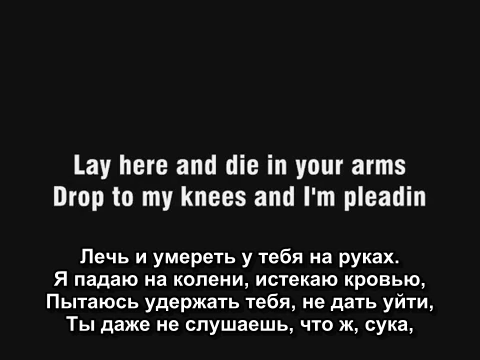 Lay here and die in your arms
Drop to my knees and I'm pleadin
Лечь и умереть у тебя на руках.
Я падаю на колени, истекаю кровью,
Пытаюсь удержать тебя, не дать уйти,
Ты даже не слушаешь, что ж, сука,